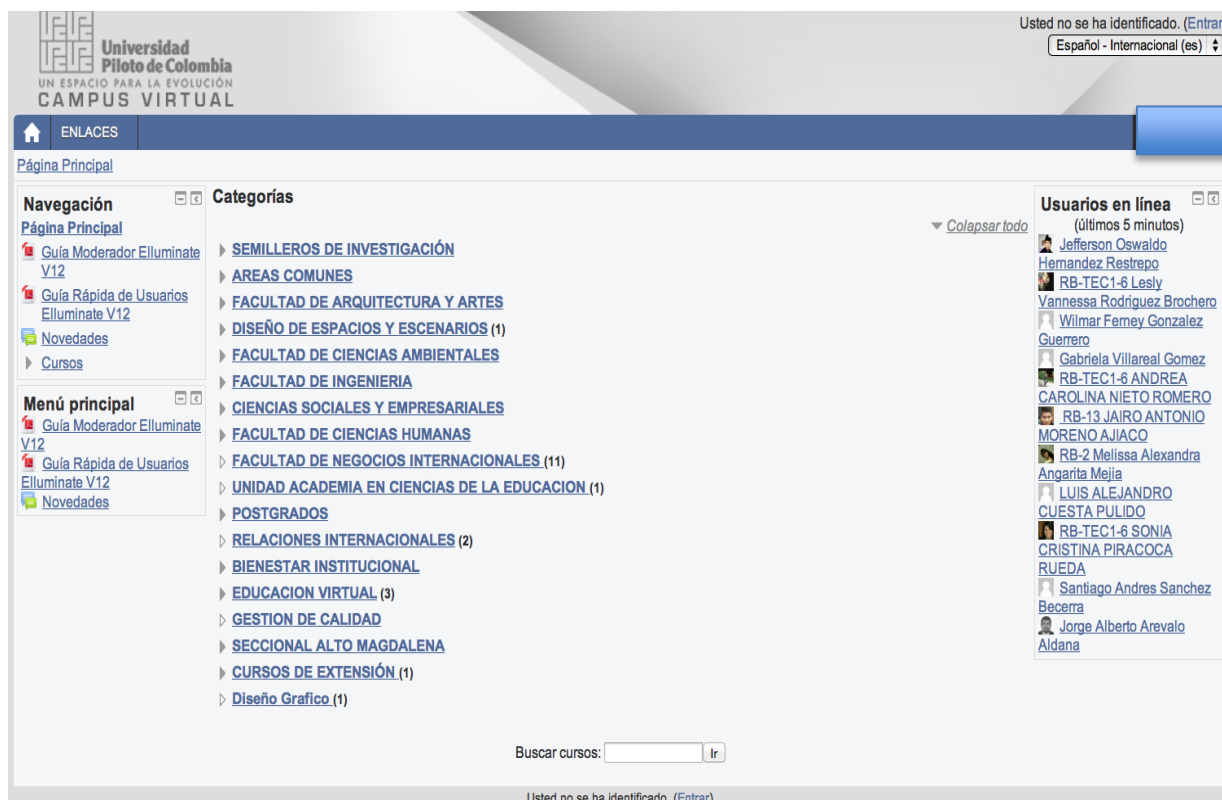 Usted no se ha identificado. (Entrar
Español - Internacional (es)
Universidad
Piloto de Colombia
UN ESPACIO PARA LA EVOLUCIÓN
CAMPUS VIRTUAL
ENLACES
Página Principal
Navegación
Página Principal
Guía Moderador Elluminate
V12
Guía Rápida de Usuarios
Elluminate V12
Novedades
Cursos
Menú principal
Guía Moderador Elluminate
V12
Guía Rápida de Usuarios
Elluminate V12
Novedades
Categorías
Colapsar todo
SEMILLEROS DE INVESTIGACIÓN
AREAS COMUNES
FACULTAD DE ARQUITECTURA Y ARTES
DISEÑO DE ESPACIOS Y ESCENARIOS (1)
FACULTAD DE CIENCIAS AMBIENTALES
FACULTAD DE INGENIERIA
CIENCIAS SOCIALES Y EMPRESARIALES
FACULTAD DE CIENCIAS HUMANAS
FACULTAD DE NEGOCIOS INTERNACIONALES (11)
UNIDAD ACADEMIA EN CIENCIAS DE LA EDUCACION (1)
POSTGRADOS
RELACIONES INTERNACIONALES (2)
BIENESTAR INSTITUCIONAL
EDUCACION VIRTUAL (3)
GESTION DE CALIDAD
SECCIONAL ALTO MAGDALENA
CURSOS DE EXTENSIÓN (1)
Diseño Grafico (1)
Buscar cursos:
Ir
Usuarios en línea
(últimos 5 minutos)
Jefferson Oswaldo
Hernandez Restrepo
RB-TEC1-6 Lesly
Vannessa Rodriguez Brochero
Wilmar Ferney Gonzalez
Guerrero
Gabriela Villareal Gomez
RB-TEC1-6 ANDREA
CAROLINA NIETO ROMERO
RB-13 JAIRO ANTONIO
MORENO AJIACO
RB-2 Melissa Alexandra
Angarita Mejia
LUIS ALEJANDRO
CUESTA PULIDO
RB-TEC1-6 SONIA
CRISTINA PIRACOCA
RUEDA
Santiago Andres Sanchez
Becerra
Jorge Alberto Arevalo
Aldana
Usted no se ha identificado. (Entrar)